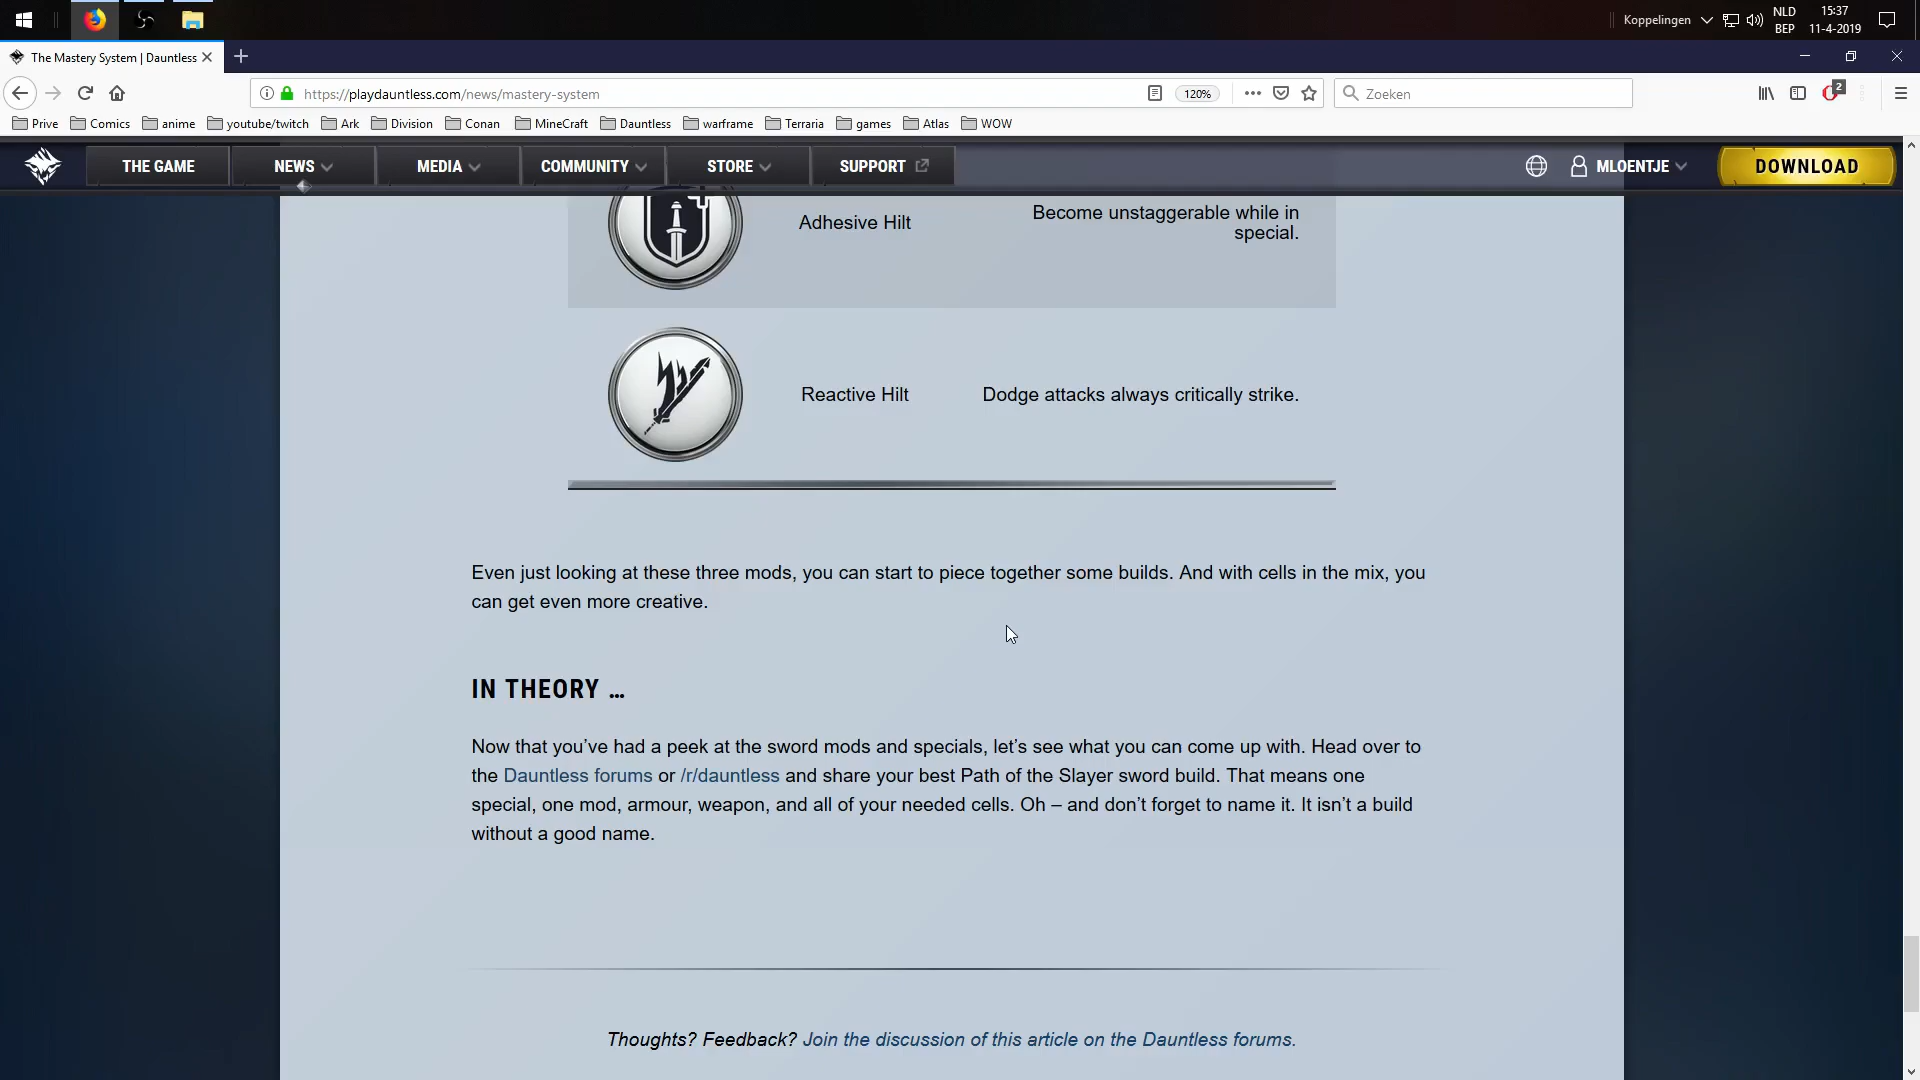 Koppelingen
NLD
BEP
15:37
11-4-2019
The Mastery System | Dauntless
https://playdauntless.com/news/mastery-system
120%
Zoeken
2
Prive
Comics
anime
youtube/twitch
Ark
Division
Conan
MineCraft
Dauntless
warframe
Terraria
games
Atlas
WOW
THE GAME
NEWS
MEDIA
COMMUNITY
STORE
SUPPORT
MLOENTJE
DOWNLOAD
Adhesive Hilt
Become unstaggerable while in
special.
Reactive Hilt
Dodge attacks always critically strike.
Even just looking at these three mods, you can start to piece together some builds. And with cells in the mix, you
can get even more creative.
IN THEORY …
Now that you’ve had a peek at the sword mods and specials, let’s see what you can come up with. Head over to
the Dauntless forums or /r/dauntless and share your best Path of the Slayer sword build. That means one
special, one mod, armour, weapon, and all of your needed cells. Oh – and don’t forget to name it. It isn’t a build
without a good name.
Thoughts? Feedback? Join the discussion of this article on the Dauntless forums.